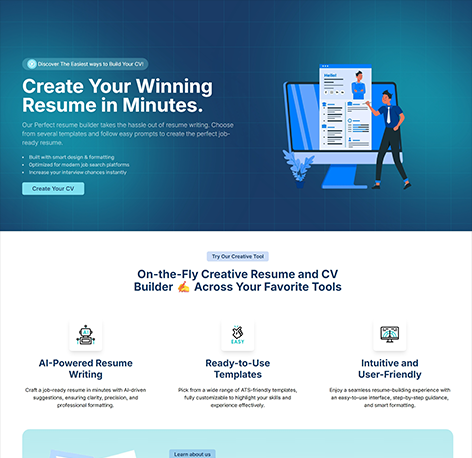 Discover The Easiest ways to Build Your CV!
Create Your Winning
Resume in Minutes.
Our Perfect resume builder takes the hassle out of resume writing. Choose
from several templates and follow easy prompts to create the perfect job-
ready resume.
Built with smart design & formatting
Optimized for modern job search platforms
Increase your interview chances instantly
Create Your CV
Hello!
Try Our Creative Tool
On-the-Fly Creative Resume and CV
Builder ✍️ Across Your Favorite Tools
AI
EASY
AI-Powered Resume
Writing
Craft a job-ready resume in minutes with AI-driven
suggestions, ensuring clarity, precision, and
professional formatting.
Ready-to-Use
Templates
Pick from a wide range of ATS-friendly templates,
fully customizable to highlight your skills and
experience effectively.
Intuitive and
User-Friendly
Enjoy a seamless resume-building experience with
an easy-to-use interface, step-by-step guidance,
and smart formatting.
Learn about us